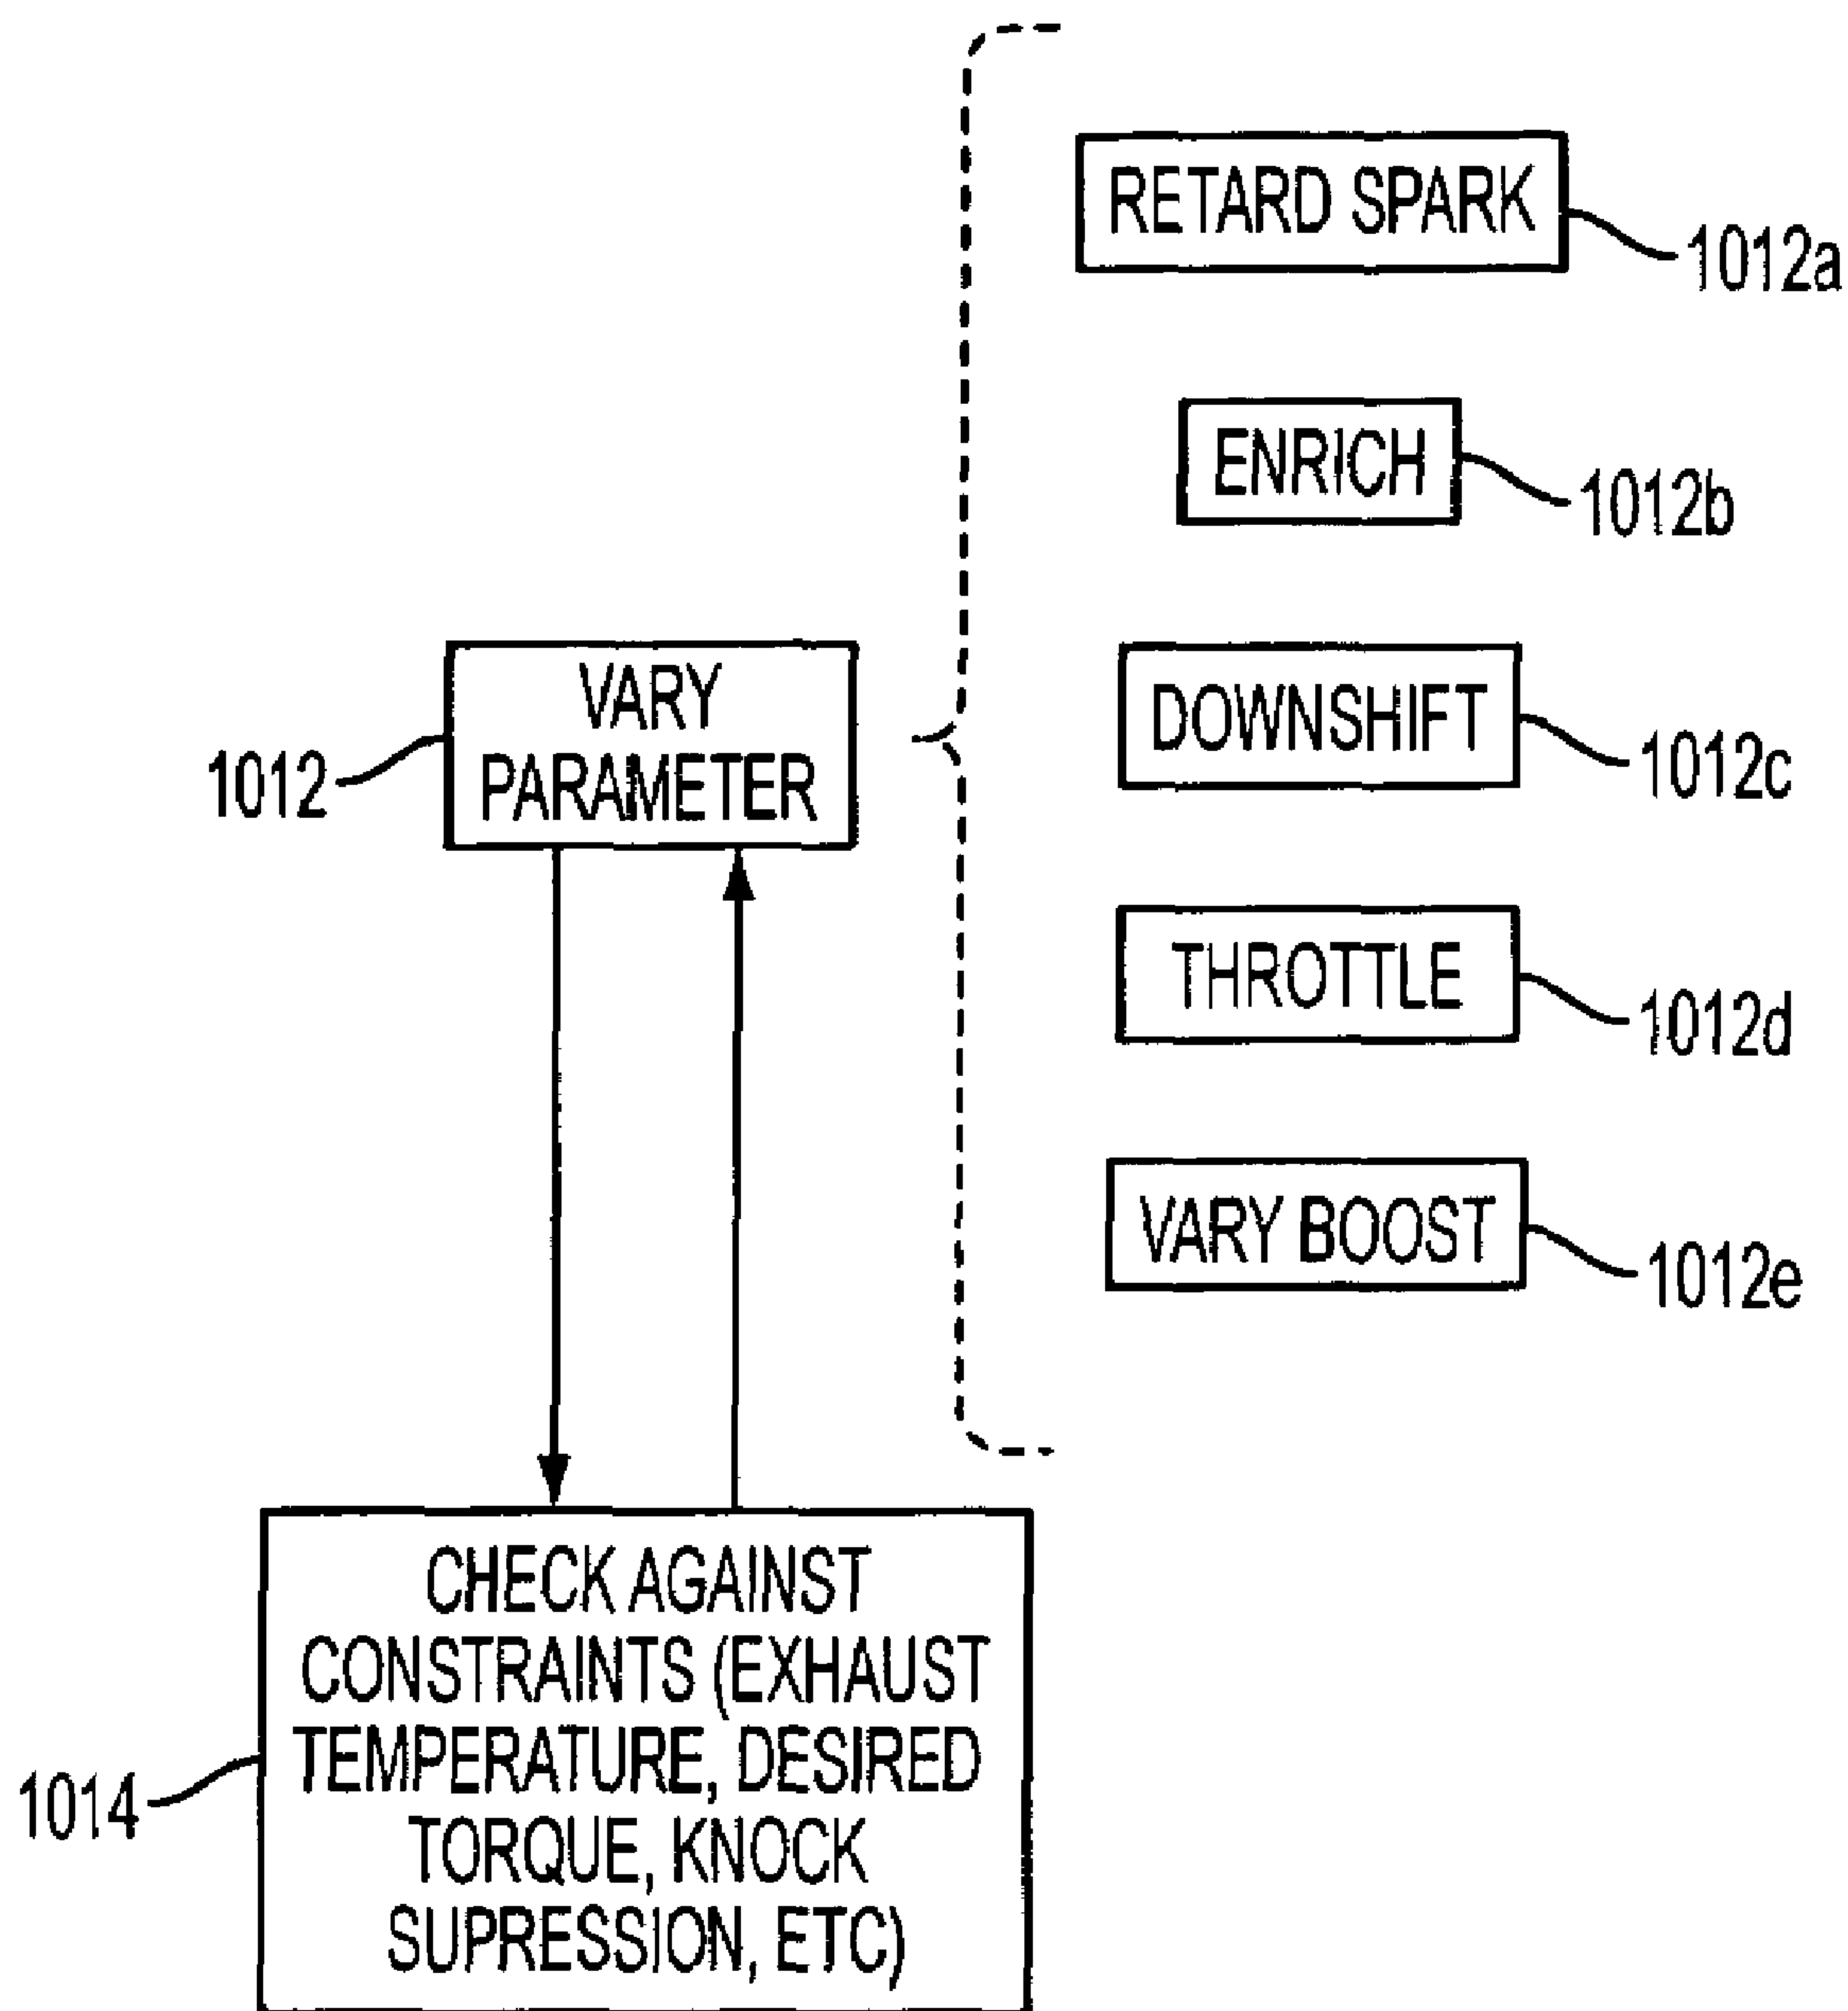 RETARD SPARK
1012a
ENRICH
1012b
VARY
PARAMETER
1012
DOWNSHIFT
1012c
THROTTLE
1012d
VARY BOOST
1012e
CHECK AGAINST
CONSTRAINTS (EXHAUST
TEMPERATURE, DESIRED
TORQUE, KNOCK
SUPRESSION, ETC)
1014